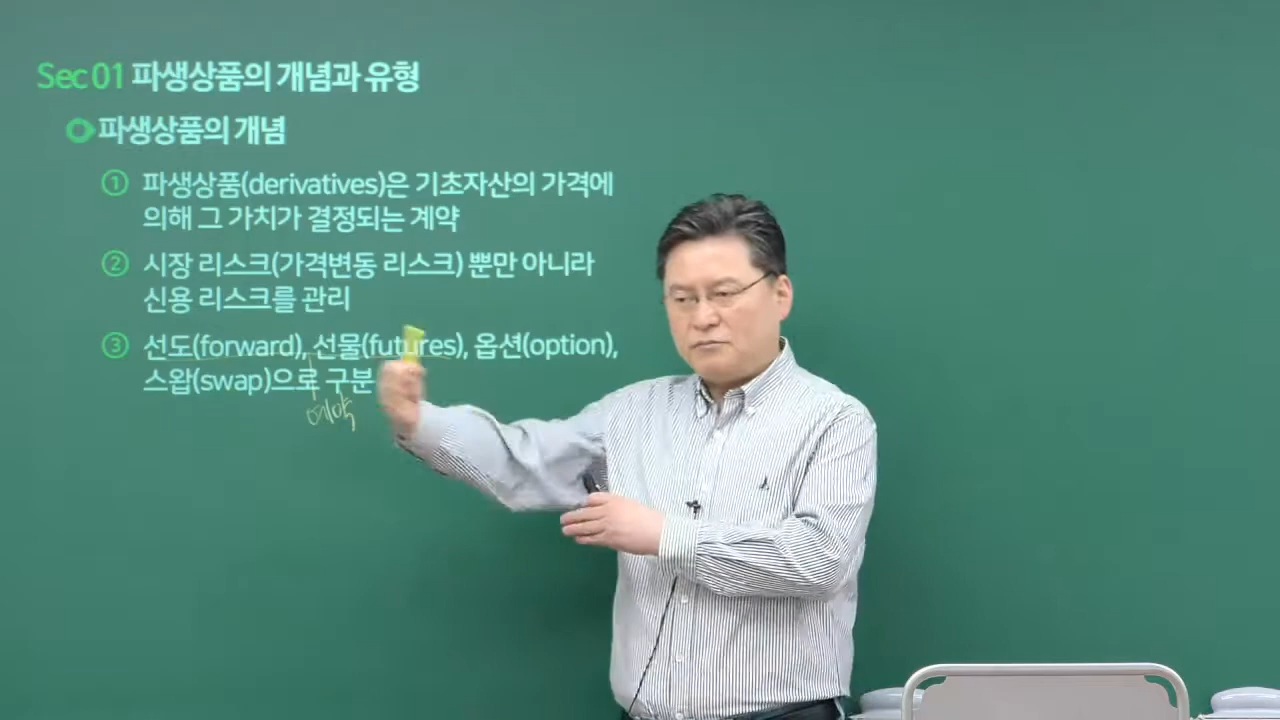 Sec 01 파생상품의 개념과 유형
파생상품의 개념
① 파생상품(derivatives)은 기초자산의 가격에
의해 그 가치가 결정되는 계약
② 시장 리스크(가격변동 리스크) 뿐만 아니라
신용 리스크를 관리
③ 선도(forward), 선물(futures), 옵션(option),
스왑(swap)으로 구분
예약